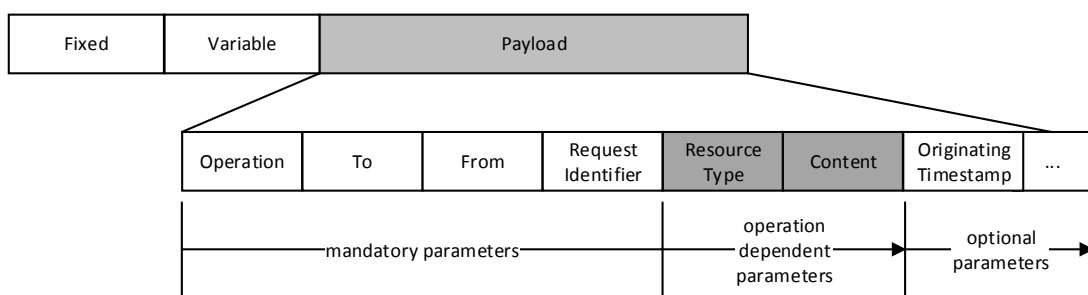 Fixed
Variable
Payload
Operation
To
From
Request
Identifier
Resource
Type
Content
Originating
Timestamp
...
mandatory parameters
operation
dependent
parameters
optional
parameters